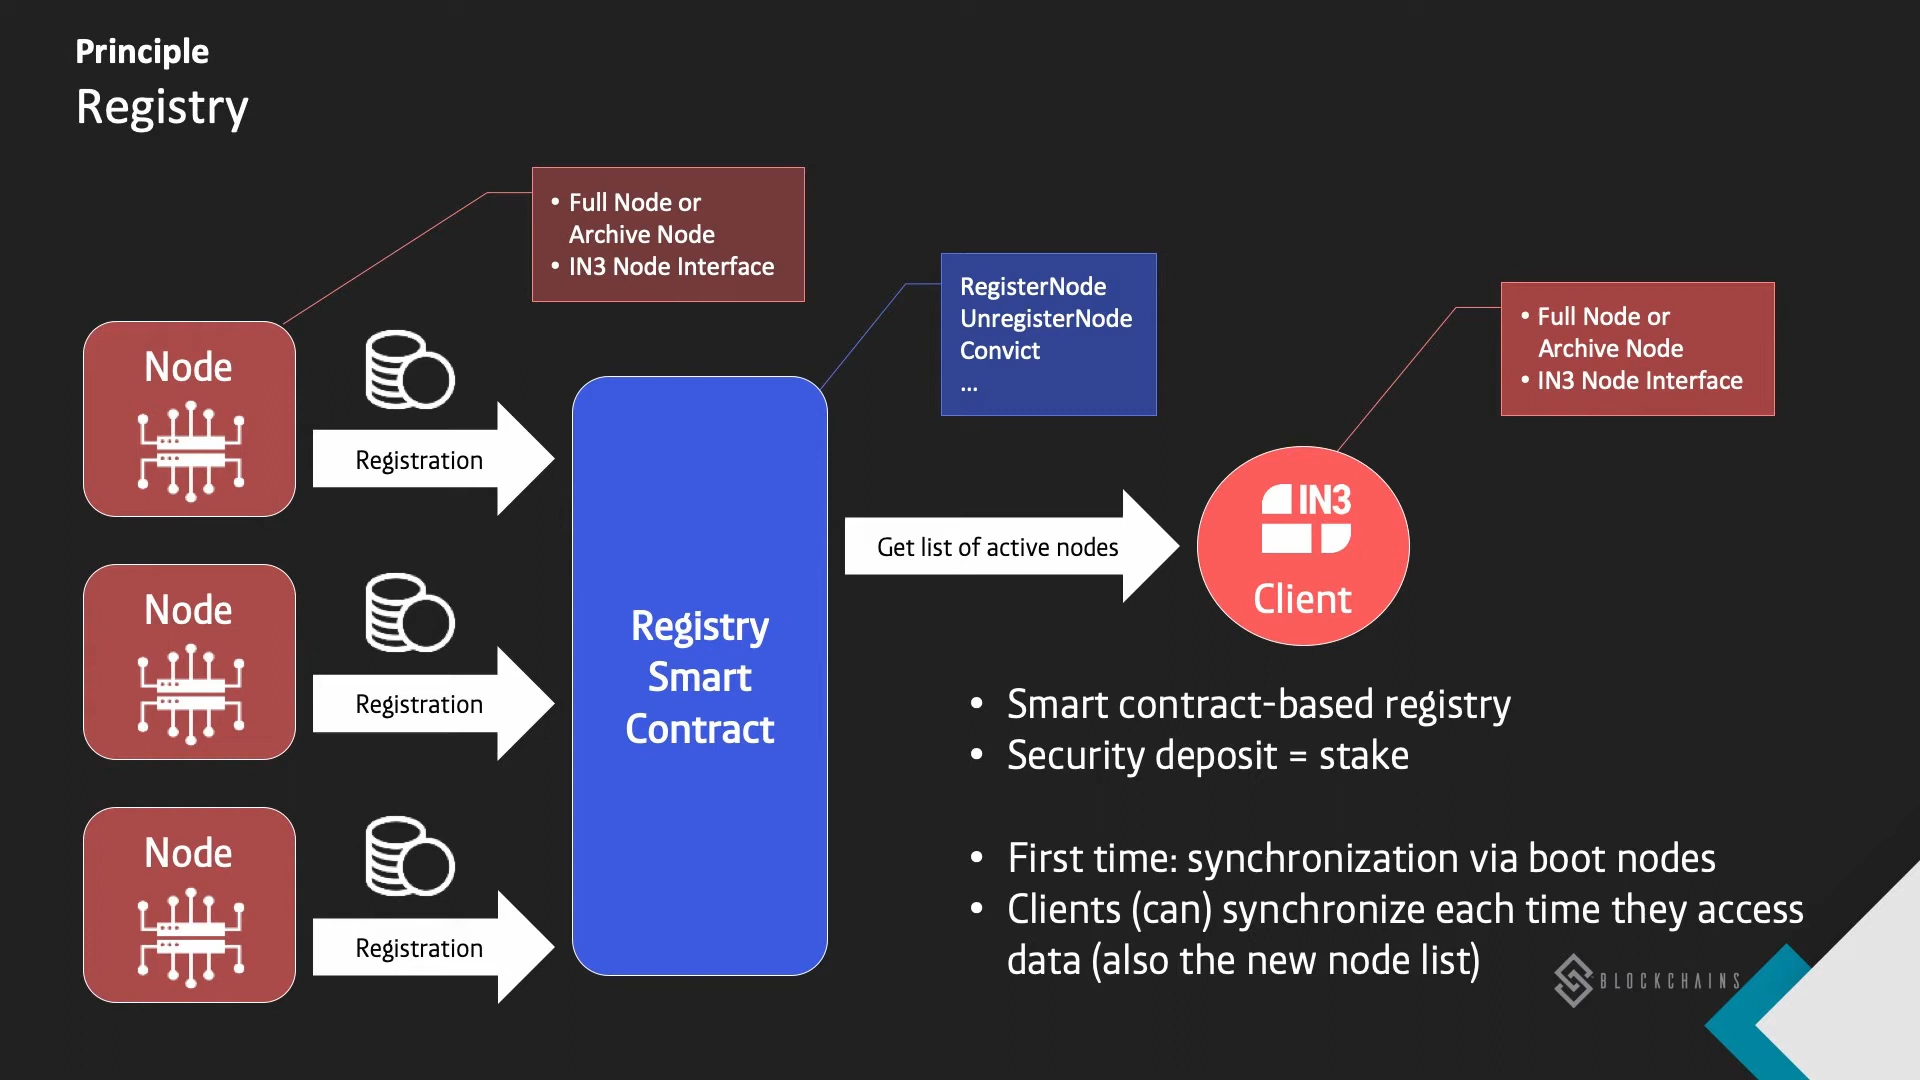 Principle
Registry
• Full Node or
Archive Node
• IN3 Node Interface
RegisterNode
UnregisterNode
Convict
...
• Full Node or
Archive Node
• IN3 Node Interface
Node
Registration
Node
Registration
Node
Registration
Registry
Smart
Contract
Get list of active nodes
IN3
Client
• Smart contract-based registry
• Security deposit = stake
• First time: synchronization via boot nodes
• Clients (can) synchronize each time they access
data (also the new node list)
BLOCKCHAINS